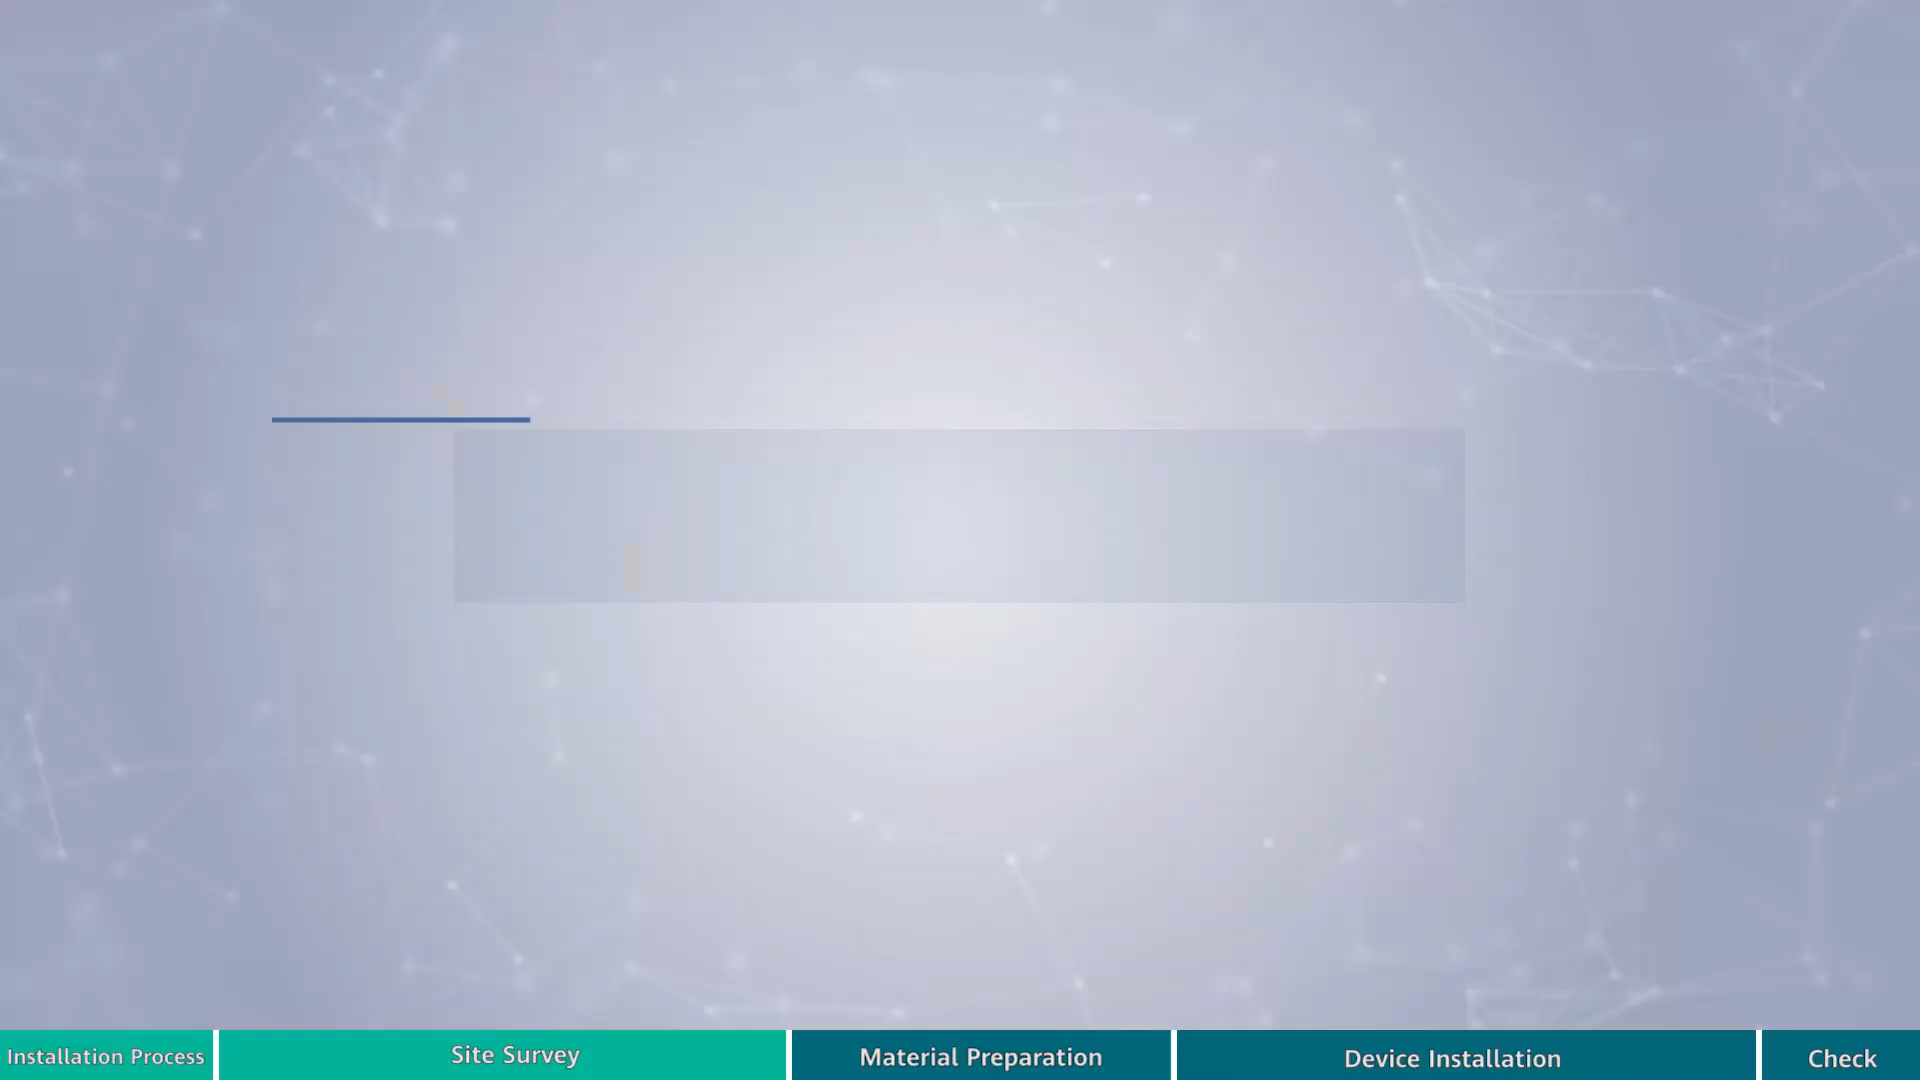 Installation Process
Site Survey
Material Preparation
Device Installation
Check